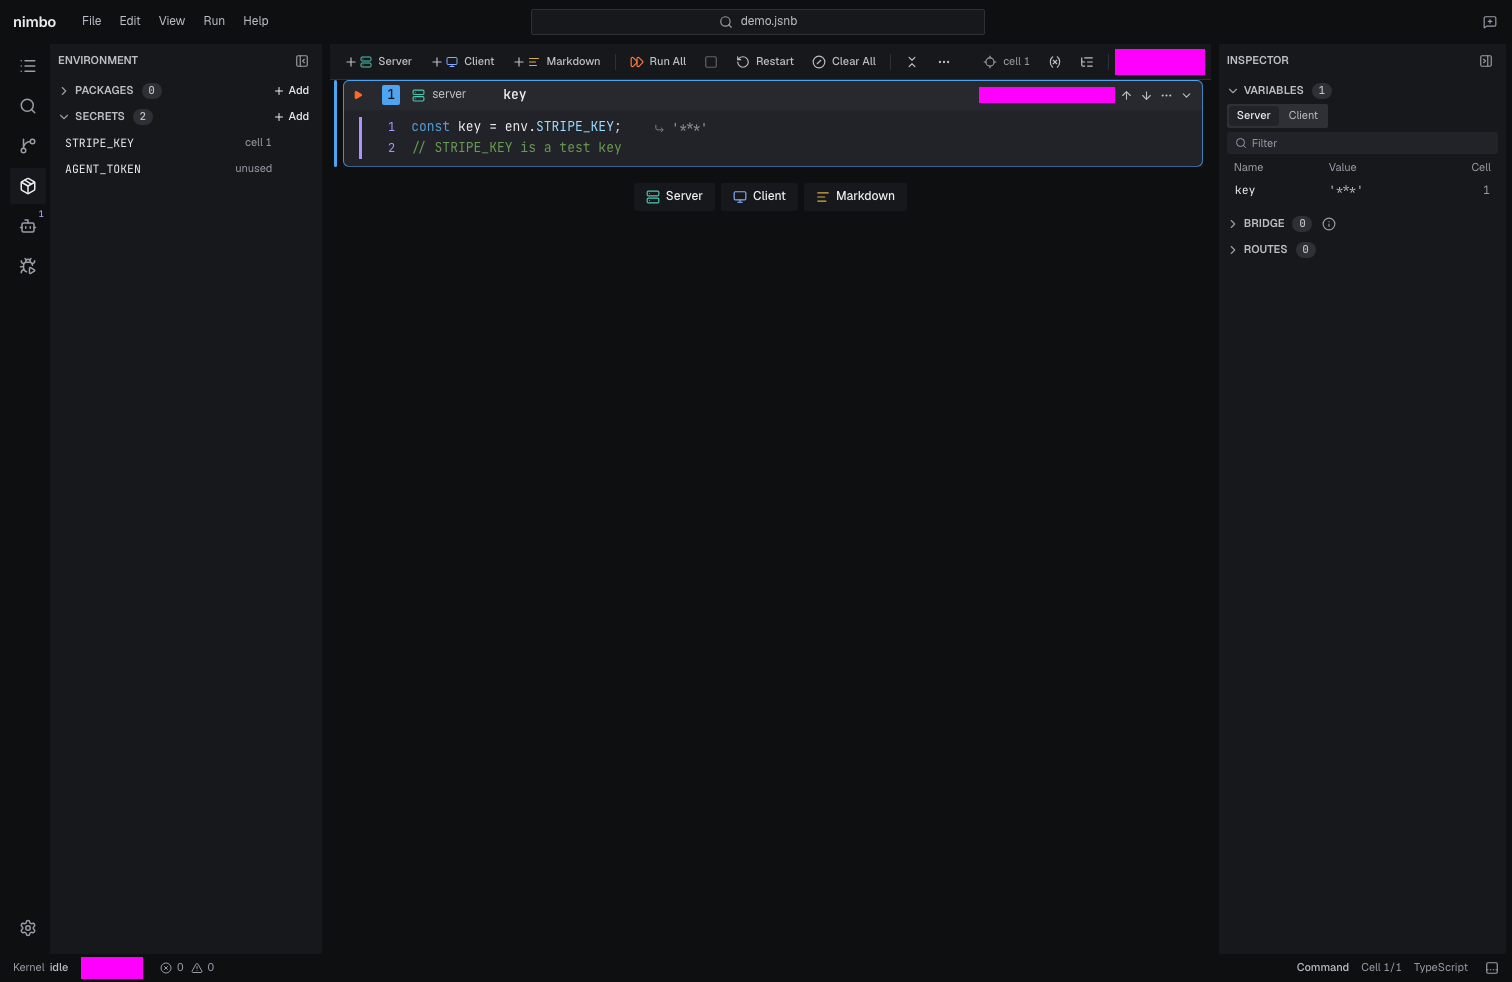 nimbo File Edit View Run Help demo.jsnb
ENVIRONMENT
PACKAGES 0 Add
SECRETS 2 Add
STRIPE_KEY cell 1
AGENT_TOKEN unused
1
Server Client Markdown Run All Restart Clear All cell 1
1 server key
1 const key = env.STRIPE_KEY; '***'
2 // STRIPE_KEY is a test key
Server Client Markdown
INSPECTOR
VARIABLES 1
Server Client
Filter
Name Value Cell
key '***' 1
BRIDGE 0
ROUTES 0
Kernel idle 0 0 Command Cell 1/1 TypeScript